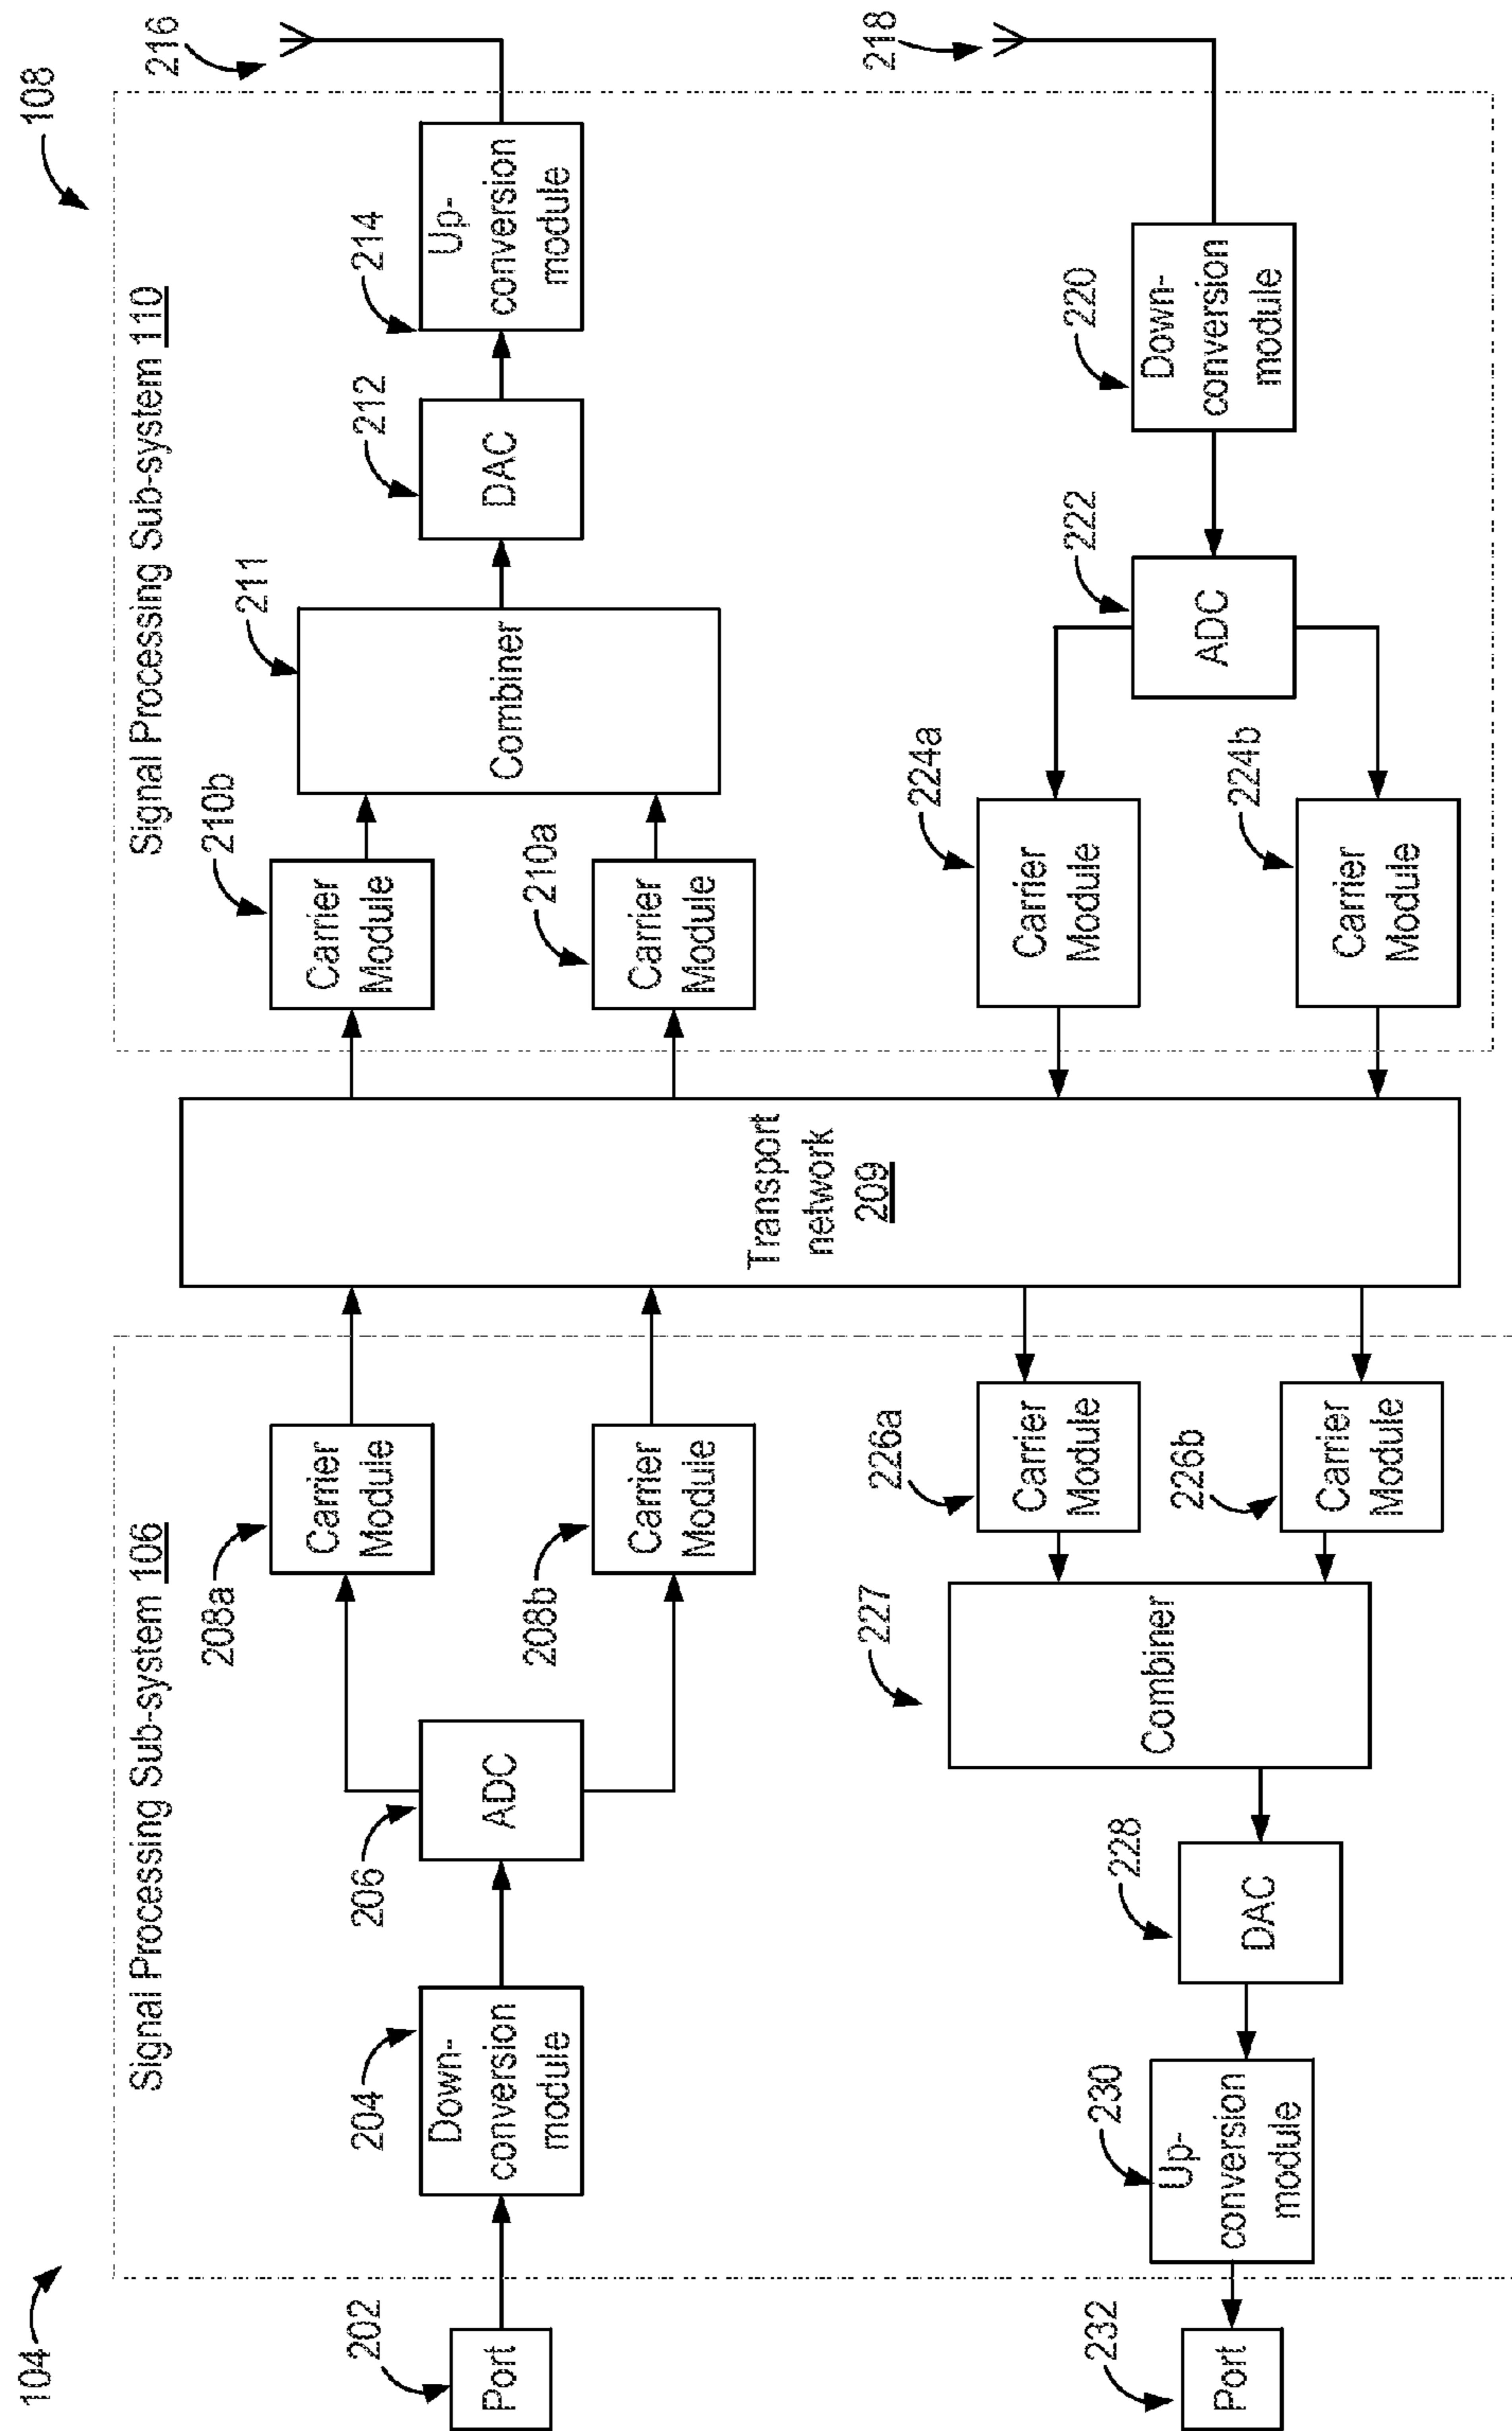 104
108
Signal Processing Sub-system 106
Signal Processing Sub-system 110
202
Port
204
Down-
conversion
module
206
ADC
208a
Carrier
Module
208b
Carrier
Module
Transport
network
209
210b
Carrier
Module
210a
Carrier
Module
211
Combiner
212
DAC
214
Up-
conversion
module
216
218
220
Down-
conversion
module
222
ADC
224a
Carrier
Module
224b
Carrier
Module
226a
Carrier
Module
226b
Carrier
Module
227
Combiner
228
DAC
230
Up-
conversion
module
232
Port